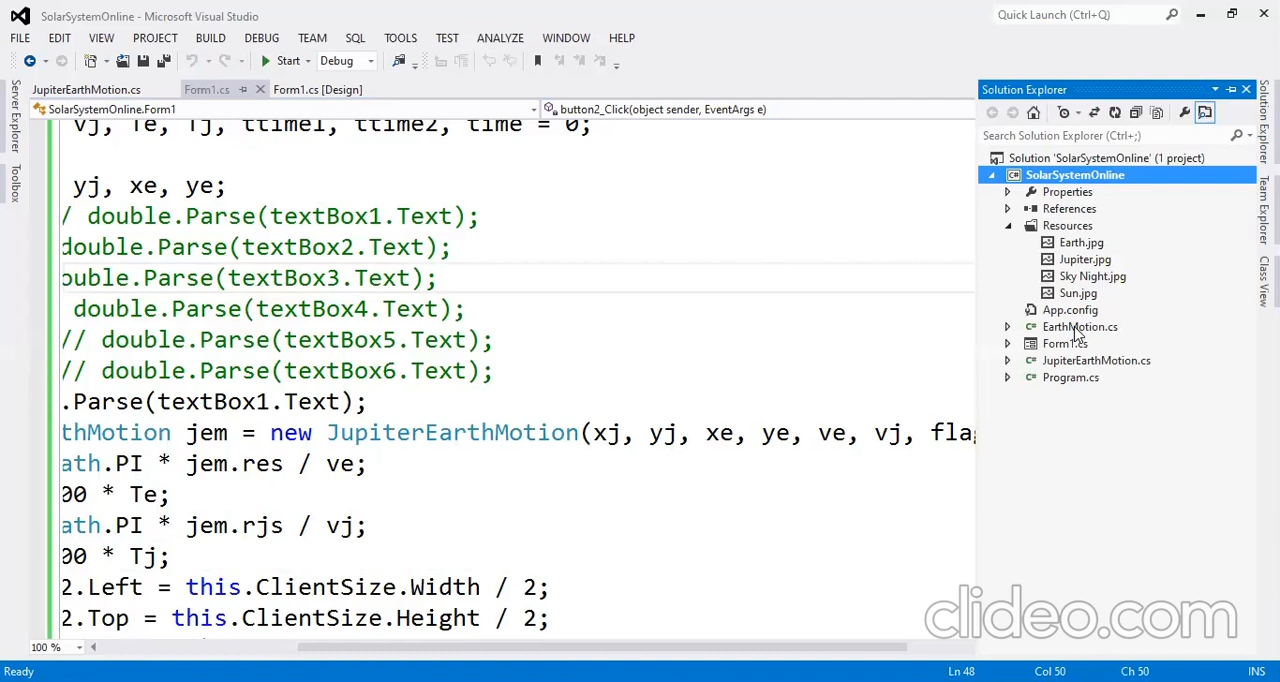 SolarSystemOnline - Microsoft Visual Studio
Quick Launch (Ctrl+Q)
FILE EDIT VIEW PROJECT BUILD DEBUG TEAM SQL TOOLS TEST ANALYZE WINDOW HELP
Start Debug
Server Explorer
Toolbox
JupiterEarthMotion.cs Form1.cs Form1.cs [Design]
SolarSystemOnline.Form1 button2_Click(object sender, EventArgs e)
vj, Te, Tj, ttime1, ttime2, time = 0;
yj, xe, ye;
/ double.Parse(textBox1.Text);
double.Parse(textBox2.Text);
ouble.Parse(textBox3.Text);
double.Parse(textBox4.Text);
// double.Parse(textBox5.Text);
// double.Parse(textBox6.Text);
.Parse(textBox1.Text);
thMotion jem = new JupiterEarthMotion(xj, yj, xe, ye, ve, vj, flag
ath.PI * jem.res / ve;
00 * Te;
ath.PI * jem.rjs / vj;
00 * Tj;
2.Left = this.ClientSize.Width / 2;
2.Top = this.ClientSize.Height / 2;
100 %
Solution Explorer
Search Solution Explorer (Ctrl+;)
Solution 'SolarSystemOnline' (1 project)
SolarSystemOnline
Properties
References
Resources
Earth.jpg
Jupiter.jpg
Sky Night.jpg
Sun.jpg
App.config
EarthMotion.cs
Form1.cs
JupiterEarthMotion.cs
Program.cs
Solution Explorer
Team Explorer
Class View
clideo.com
Ready Ln 48 Col 50 Ch 50 INS